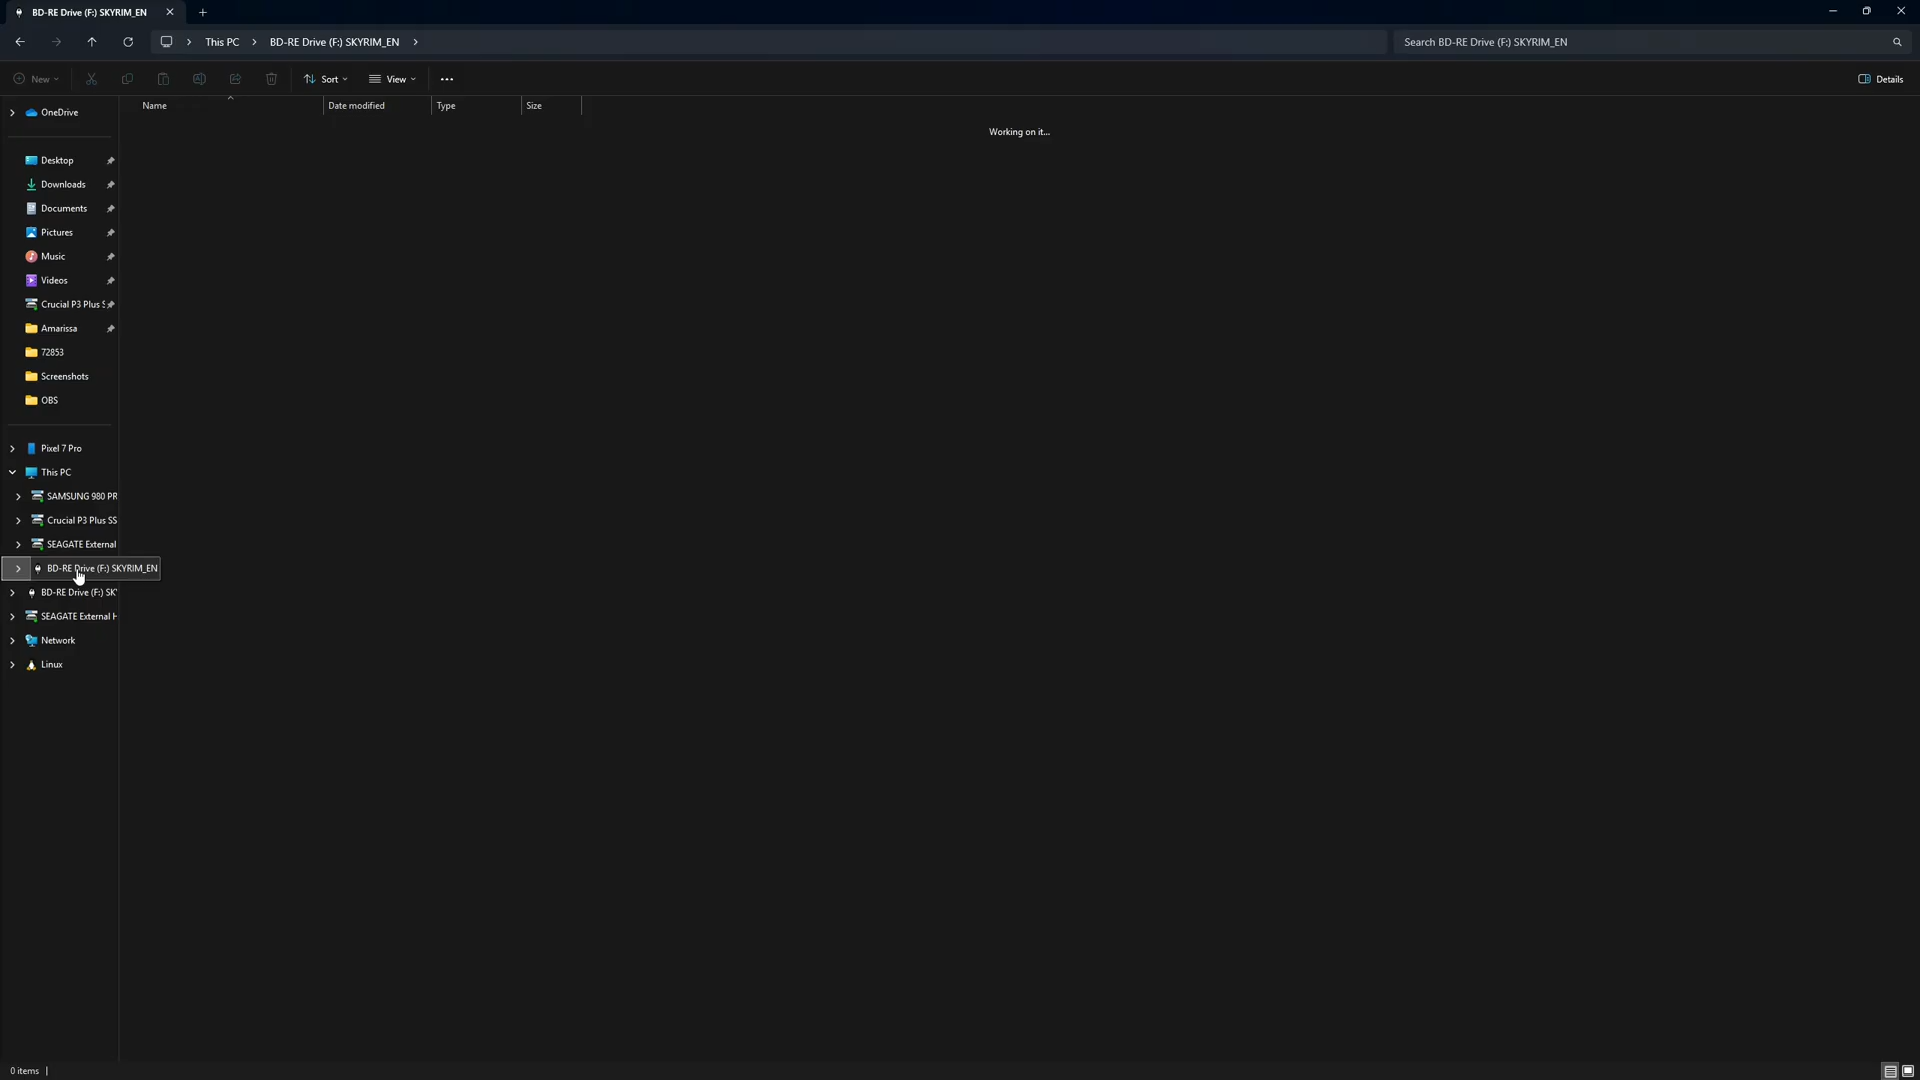 BD-RE Drive (F:) SKYRIM_EN
This PC > BD-RE Drive (F:) SKYRIM_EN >
Search BD-RE Drive (F:) SKYRIM_EN
New
Sort
View
Details
Name Date modified Type Size
Working on it...
OneDrive
Desktop
Downloads
Documents
Pictures
Music
Videos
Crucial P3 Plus S
Amarissa
72853
Screenshots
OBS
Pixel 7 Pro
This PC
SAMSUNG 980 PR
Crucial P3 Plus SS
SEAGATE External
BD-RE Drive (F:) SKYRIM_EN
BD-RE Drive (F:) SK
SEAGATE External H
Network
Linux
0 items